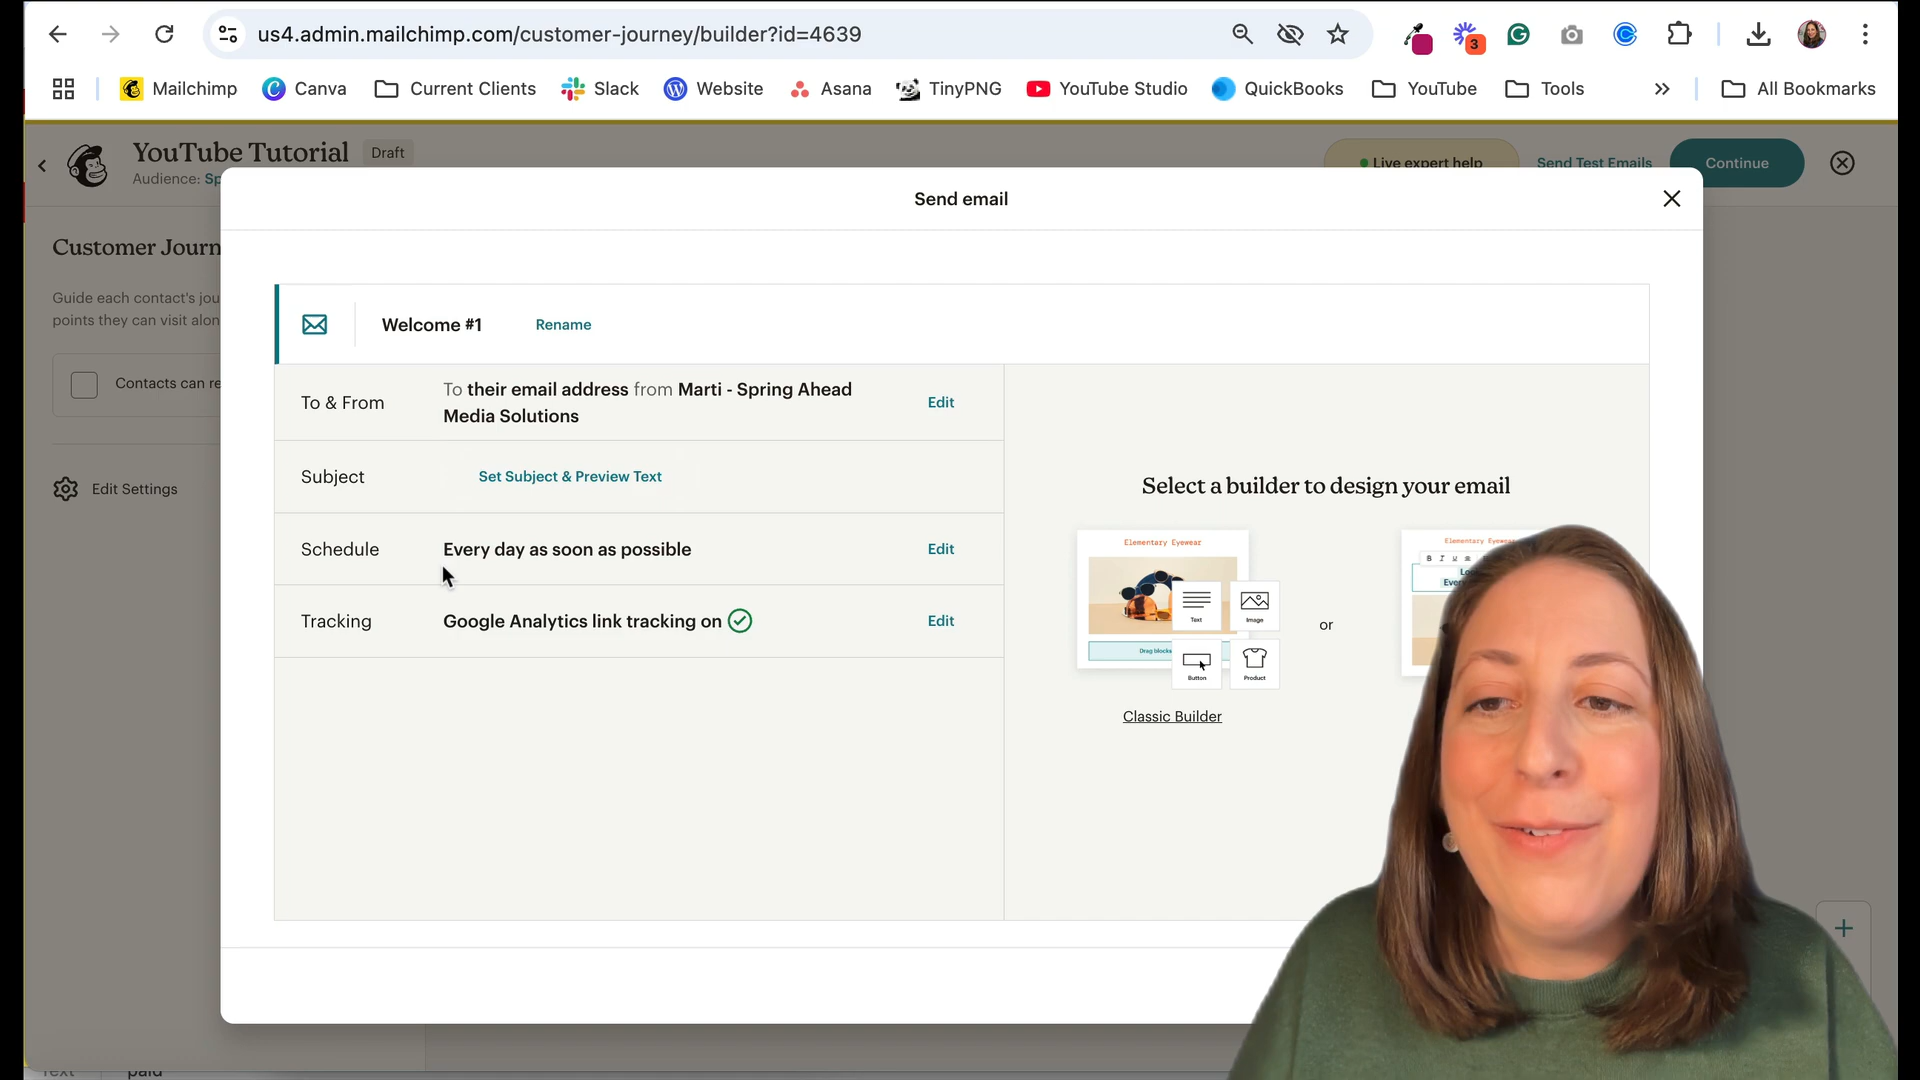 us4.admin.mailchimp.com/customer-journey/builder?id=4639
3
Mailchimp
Canva
Current Clients
Slack
Website
Asana
TinyPNG
YouTube Studio
QuickBooks
YouTube
Tools
All Bookmarks
YouTube Tutorial
Draft
Audience: Sp
Live expert help
Send Test Emails
Continue
Send email
Customer Journ
Guide each contact's jou
points they can visit alon
Contacts can re
Edit Settings
Welcome #1
Rename
To & From
To their email address from Marti - Spring Ahead
Media Solutions
Edit
Subject
Set Subject & Preview Text
Schedule
Every day as soon as possible
Edit
Tracking
Google Analytics link tracking on
Edit
Select a builder to design your email
Elementary Eyewear
Text
Image
Drag blocks
Button
Product
Classic Builder
or
Elementary Eyewea
B I U
Lo
Ever
Text
paid